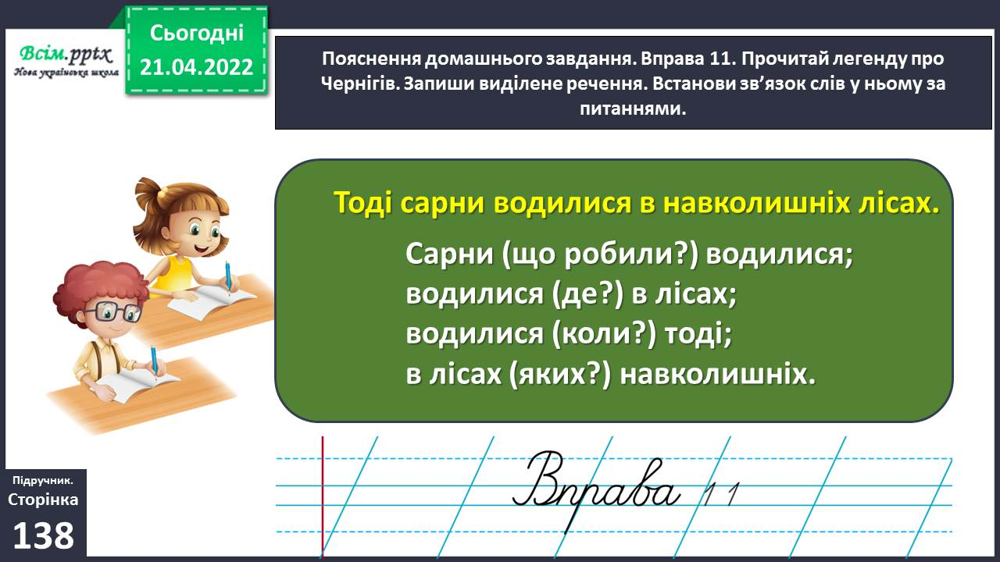 Сьогодні
21.04.2022
Всім.pptx
Нова українська школа
Пояснення домашнього завдання. Вправа 11. Прочитай легенду про
Чернігів. Запиши виділене речення. Встанови зв’язок слів у ньому за
питаннями.
Тоді сарни водилися в навколишніх лісах.
Сарни (що робили?) водилися;
водилися (де?) в лісах;
водилися (коли?) тоді;
в лісах (яких?) навколишніх.
Вправа 11
Підручник.
Сторінка
138